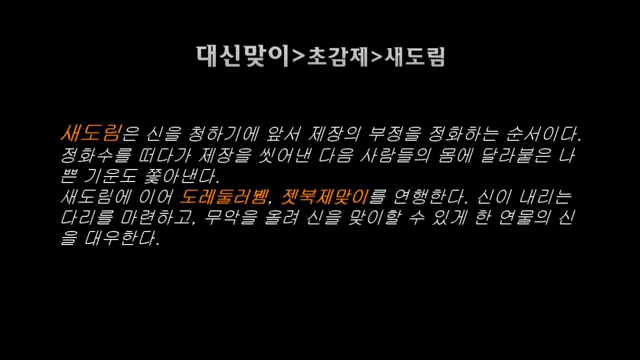 대신맞이>초감제>새도림
새도림은 신을 청하기에 앞서 제장의 부정을 정화하는 순서이다.
정화수를 떠다가 제장을 씻어낸 다음 사람들의 몸에 달라붙은 나
쁜 기운도 쫓아낸다.
새도림에 이어 도레둘러뷈, 젯북제맞이를 연행한다. 신이 내리는
다리를 마련하고, 무악을 올려 신을 맞이할 수 있게 한 연물의 신
을 대우한다.